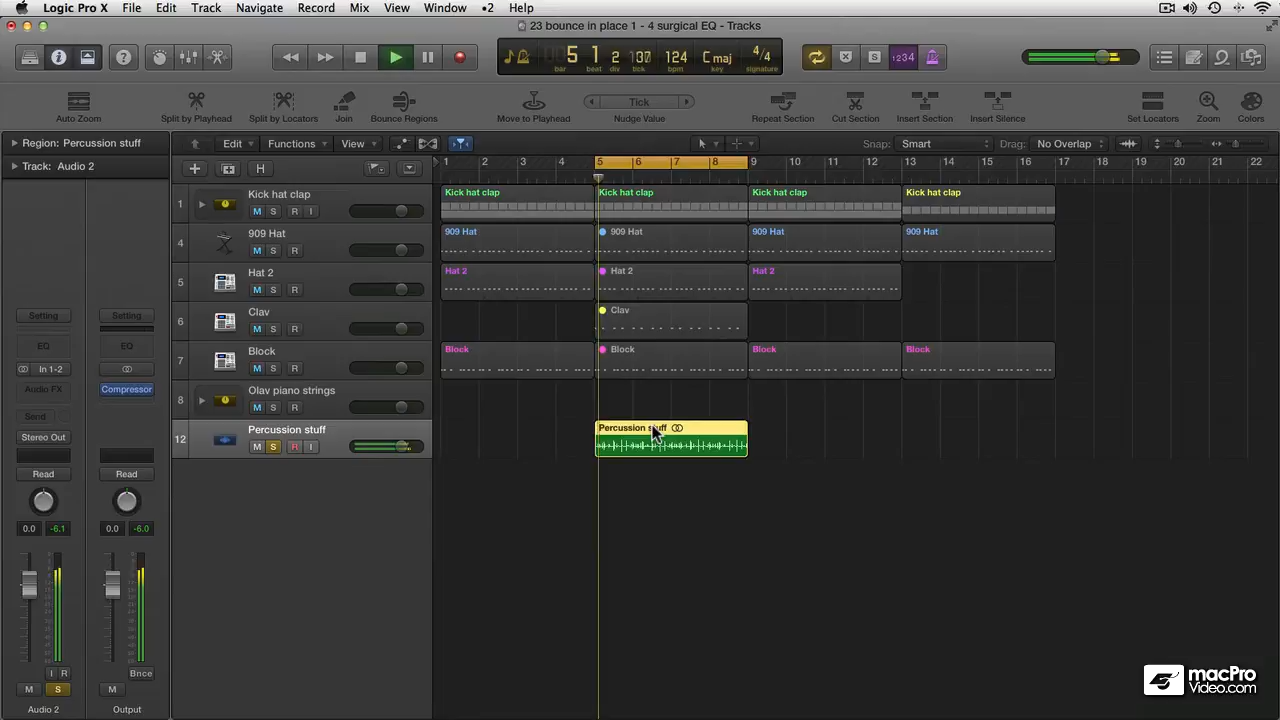 Logic Pro X File Edit Track Navigate Record Mix View Window 2 Help
23 bounce in place 1 - 4 surgical EQ - Tracks
5 1 2 124 Cmaj 4/4
bar beat div tick bpm key signature
1234
Auto Zoom Split by Playhead Split by Locators Join Bounce Regions Move to Playhead Tick Nudge Value Repeat Section Cut Section Insert Section Insert Silence Set Locators Zoom Colors
Region: Percussion stuff
Track: Audio 2
Edit Functions View Snap: Smart Drag: No Overlap
1 2 3 4 5 6 7 8 9 10 11 12 13 14 15 16 17 18 19 20 21 22
1 Kick hat clap
M S R I
Kick hat clap Kick hat clap Kick hat clap Kick hat clap
4 909 Hat
M S R
909 Hat 909 Hat 909 Hat 909 Hat
5 Hat 2
M S R
Hat 2 Hat 2 Hat 2
6 Clav
M S R
Clav
7 Block
M S R
Block Block Block Block
8 Olav piano strings
M S R
12 Percussion stuff
M S R I
Percussion stuff
Setting Setting
EQ EQ
In 1-2
Audio FX Compressor
Send
Stereo Out
Read Read
0.0 -6.1 0.0 -6.0
I R Bnce
M S M
Audio 2 Output
macPro
Video.com